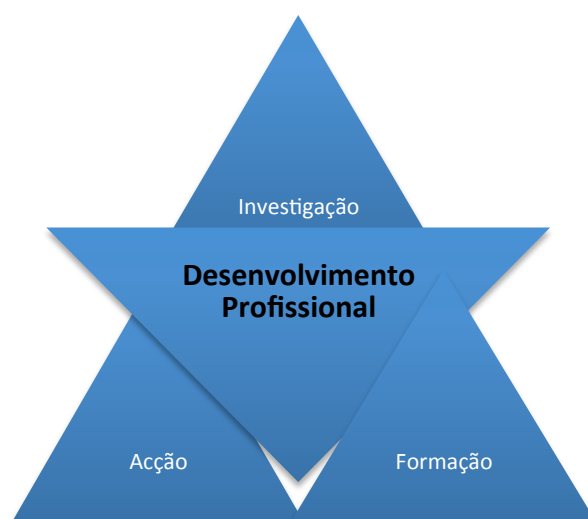 Investigação
Desenvolvimento
Profissional
Acção
Formação